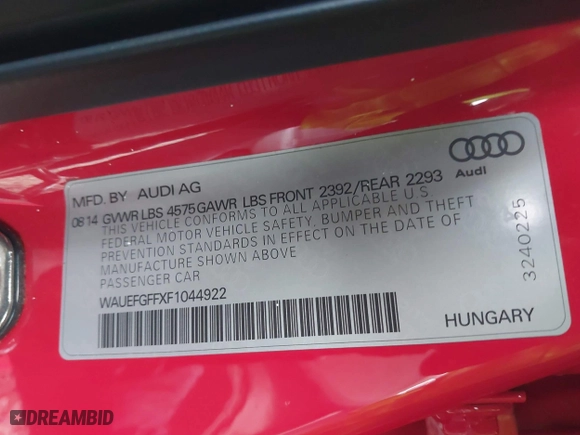 MFD. BY AUDI AG
Audi
08 14 GVWR LBS 4575 GAWR LBS FRONT 2392/REAR 2293
THIS VEHICLE CONFORMS TO ALL APPLICABLE U.S.
FEDERAL MOTOR VEHICLE SAFETY, BUMPER AND THEFT
PREVENTION STANDARDS IN EFFECT ON THE DATE OF
MANUFACTURE SHOWN ABOVE
PASSENGER CAR
WAUEFGFFXF1044922
HUNGARY
3240225
DREAMBID